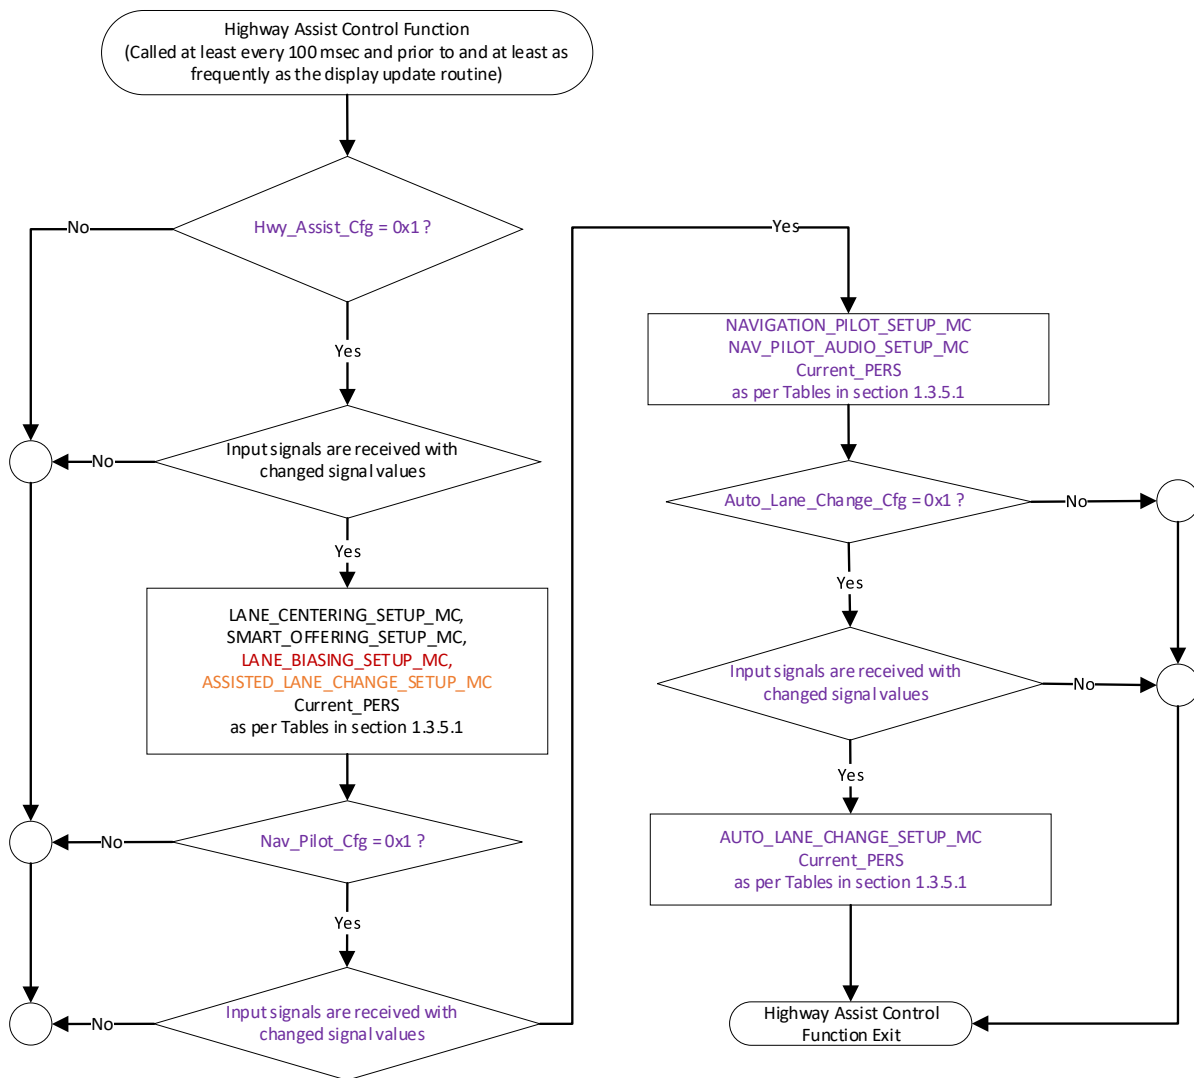 Highway Assist Control Function
(Called at least every 100 msec and prior to and at least as
frequently as the display update routine)
Hwy_Assist_Cfg = 0x1 ?
No
Yes
Input signals are received with
changed signal values
No
Yes
LANE_CENTERING_SETUP_MC,
SMART_OFFERING_SETUP_MC,
LANE_BIASING_SETUP_MC,
ASSISTED_LANE_CHANGE_SETUP_MC
Current_PERS
as per Tables in section 1.3.5.1
Nav_Pilot_Cfg = 0x1 ?
No
Yes
Input signals are received with
changed signal values
No
Yes
NAVIGATION_PILOT_SETUP_MC
NAV_PILOT_AUDIO_SETUP_MC
Current_PERS
as per Tables in section 1.3.5.1
Auto_Lane_Change_Cfg = 0x1 ?
No
Yes
Input signals are received with
changed signal values
No
Yes
AUTO_LANE_CHANGE_SETUP_MC
Current_PERS
as per Tables in section 1.3.5.1
Highway Assist Control
Function Exit